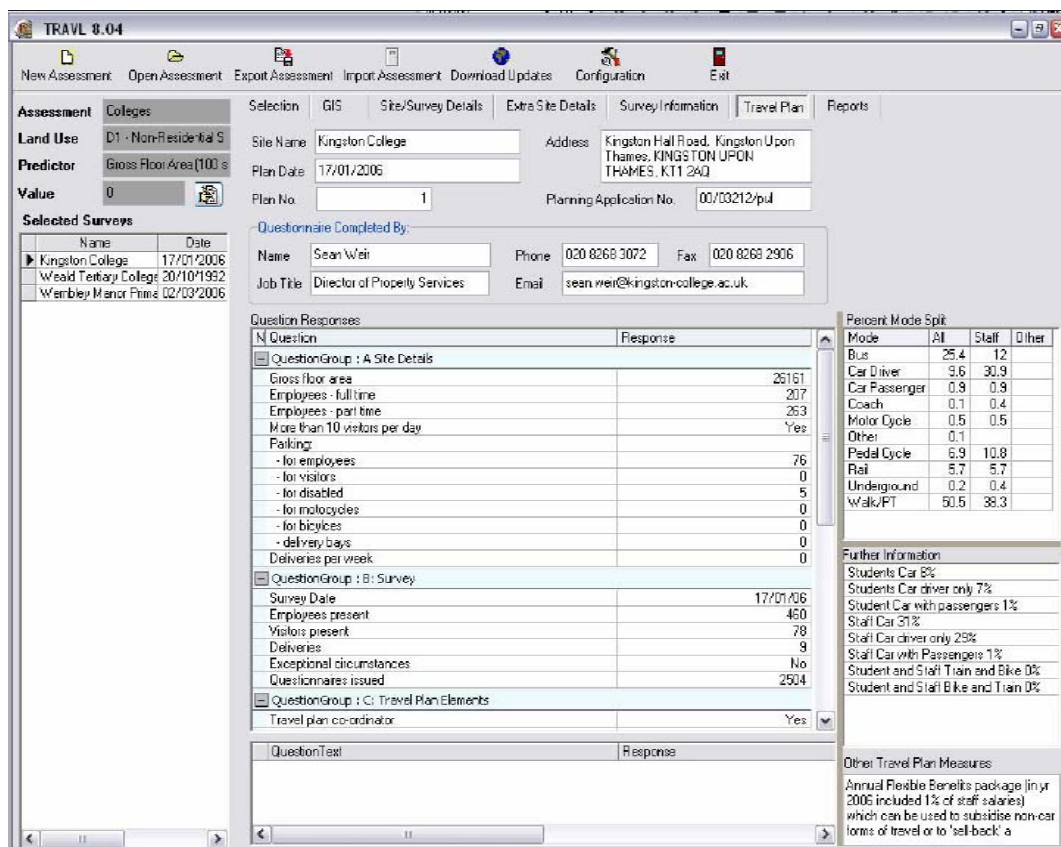 TRAVL 8.04
New Assessment Open Assessment Export Assessment Import Assessment Download Updates Configuration Exit
Assessment Colleges
Land Use D1 - Non-Residential S
Predictor Gross Floor Area (100 s
Value 0
Selected Surveys
Name Date
Kingston College 17/01/2006
Weald Tertiary College 20/10/1992
Wembley Manor Prima 02/03/2006
Selection GIS Site/Survey Details Extra Site Details Survey Information Travel Plan Reports
Site Name Kingston College
Plan Date 17/01/2006
Plan No. 1
Address Kingston Hall Road, Kingston Upon
Thames, KINGSTON UPON
THAMES, KT1 2AQ
Planning Application No. 00/03212/pul
Questionnaire Completed By:
Name Sean Weir Phone 020 8268 3072 Fax 020 8268 2906
Job Title Director of Property Services Email sean.weir@kingston-college.ac.uk
Question Responses
N Question Response
QuestionGroup : A Site Details
Gross floor area 26161
Employees - full time 207
Employees - part time 263
More than 10 visitors per day Yes
Parking:
- for employees 76
- for visitors 0
- for disabled 5
- for motocycles 0
- for bicylces 0
- delivery bays 0
Deliveries per week 0
QuestionGroup : B: Survey
Survey Date 17/01/06
Employees present 460
Visitors present 78
Deliveries 9
Exceptional circumstances No
Questionnaires issued 2504
QuestionGroup : C: Travel Plan Elements
Travel plan co-ordinator Yes
QuestionText Response
Percent Mode Split
Mode All Staff Other
Bus 25.4 12
Car Driver 9.6 30.9
Car Passenger 0.9 0.9
Coach 0.1 0.4
Motor Cycle 0.5 0.5
Other 0.1
Pedal Cycle 6.9 10.8
Rail 5.7 5.7
Underground 0.2 0.4
Walk/PT 50.5 38.3
Further Information
Students Car 8%
Students Car driver only 7%
Student Car with passengers 1%
Staff Car 31%
Staff Car driver only 29%
Staff Car with Passengers 1%
Student and Staff Train and Bike 0%
Student and Staff Bike and Train 0%
Other Travel Plan Measures
Annual Flexible Benefits package (in yr
2006 included 1% of staff salaries)
which can be used to subsidise non-car
forms of travel or to 'sell-back' a